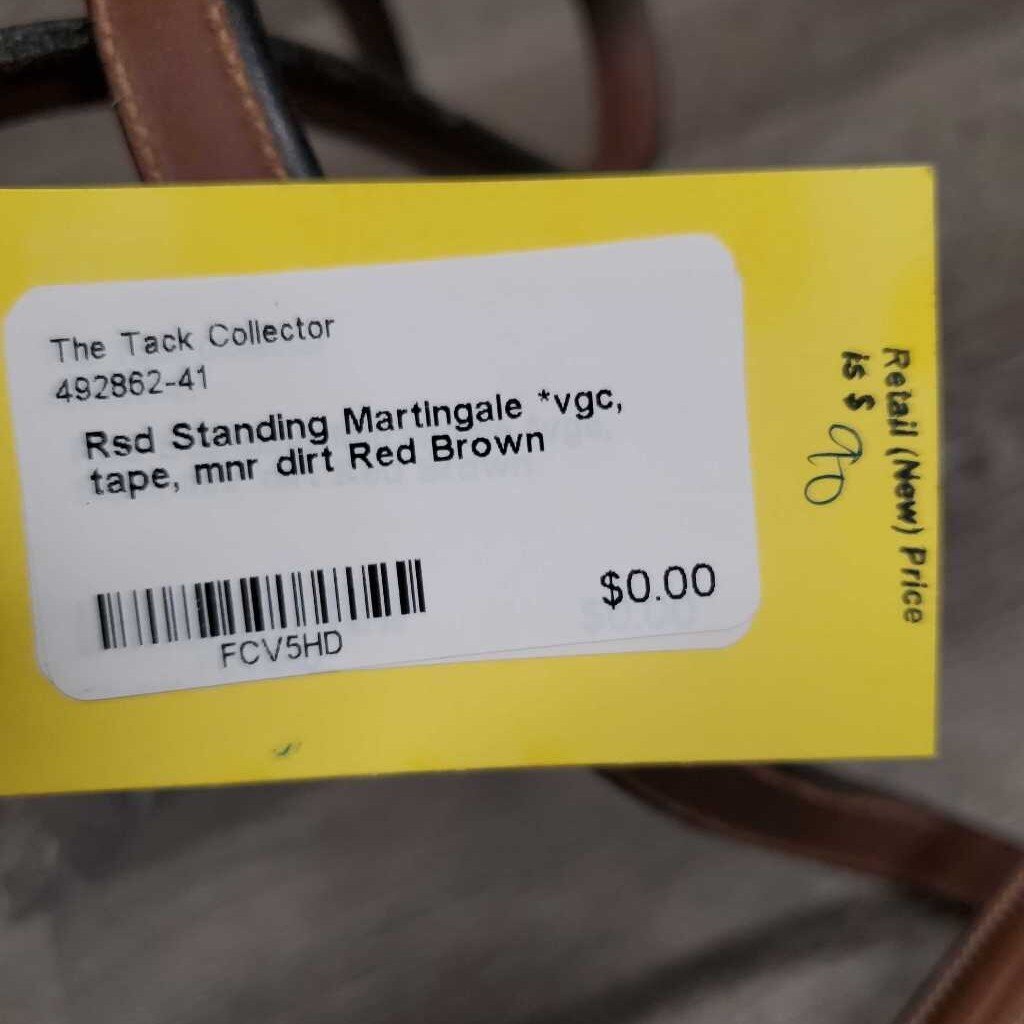 The Tack Collector
492862-41
Rsd Standing Martingale *vgc,
tape, mnr dirt Red Brown
$0.00
FCV5HD
Retail (New) Price
is $ 90